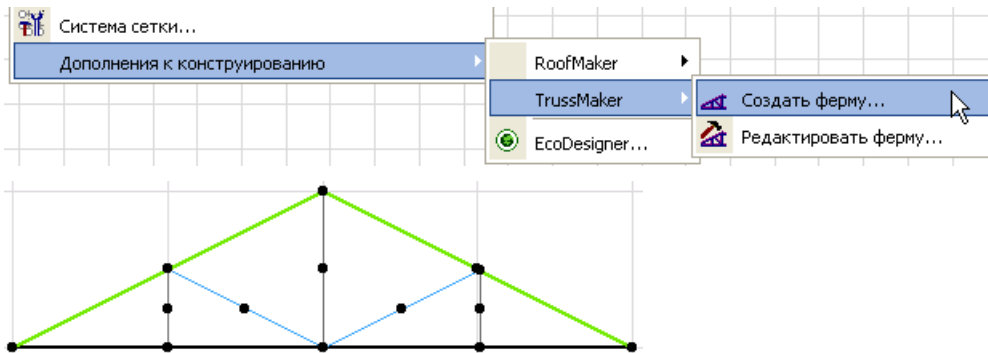 Система сетки...
Дополнения к конструированию
RoofMaker
TrussMaker
EcoDesigner...
Создать ферму...
Редактировать ферму...